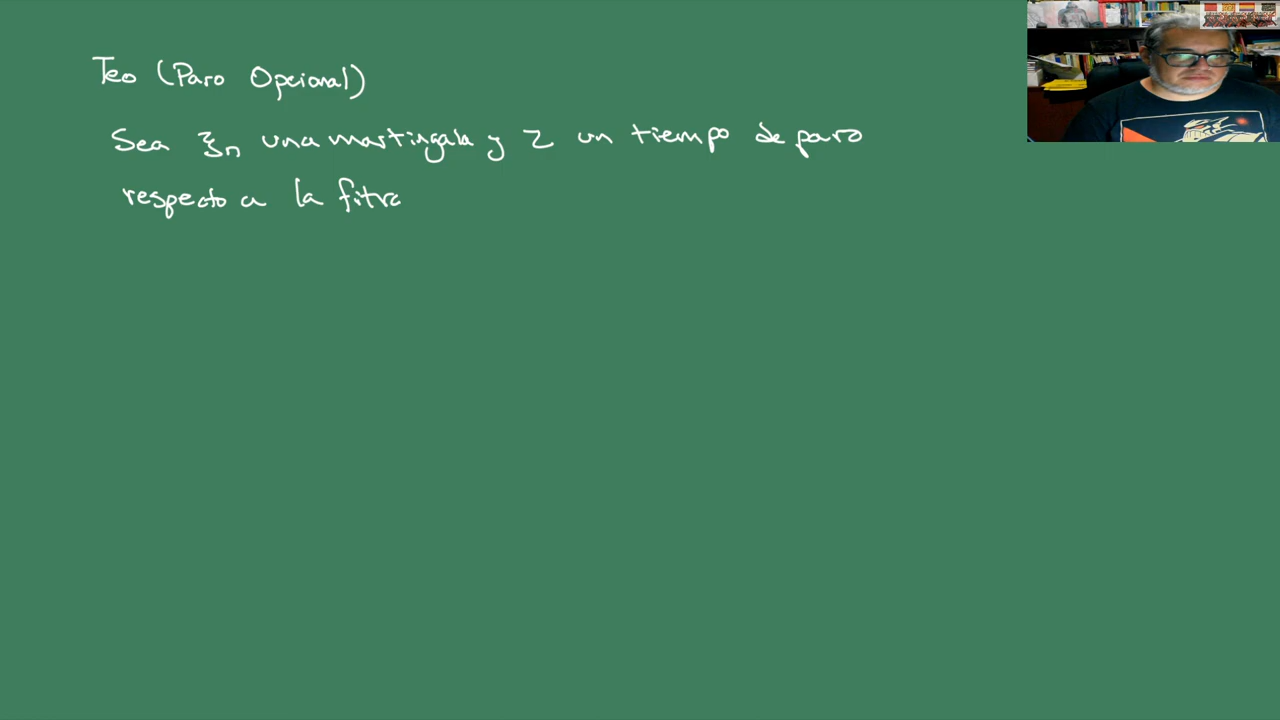 Teo (Paro Opcional)
Sea ξn una martingala y τ un tiempo de paro
respecto a la fitra